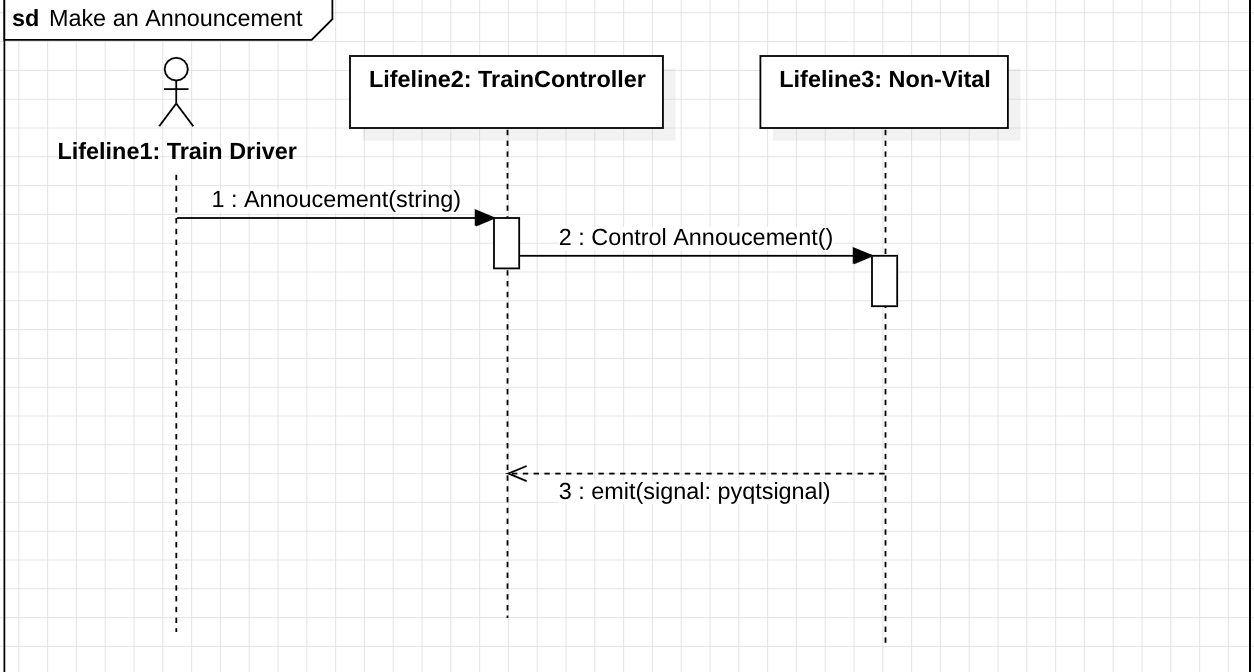 sd Make an Announcement
Lifeline2: TrainController
Lifeline3: Non-Vital
Lifeline1: Train Driver
1 : Annoucement(string)
2 : Control Annoucement()
3 : emit(signal: pyqtsignal)